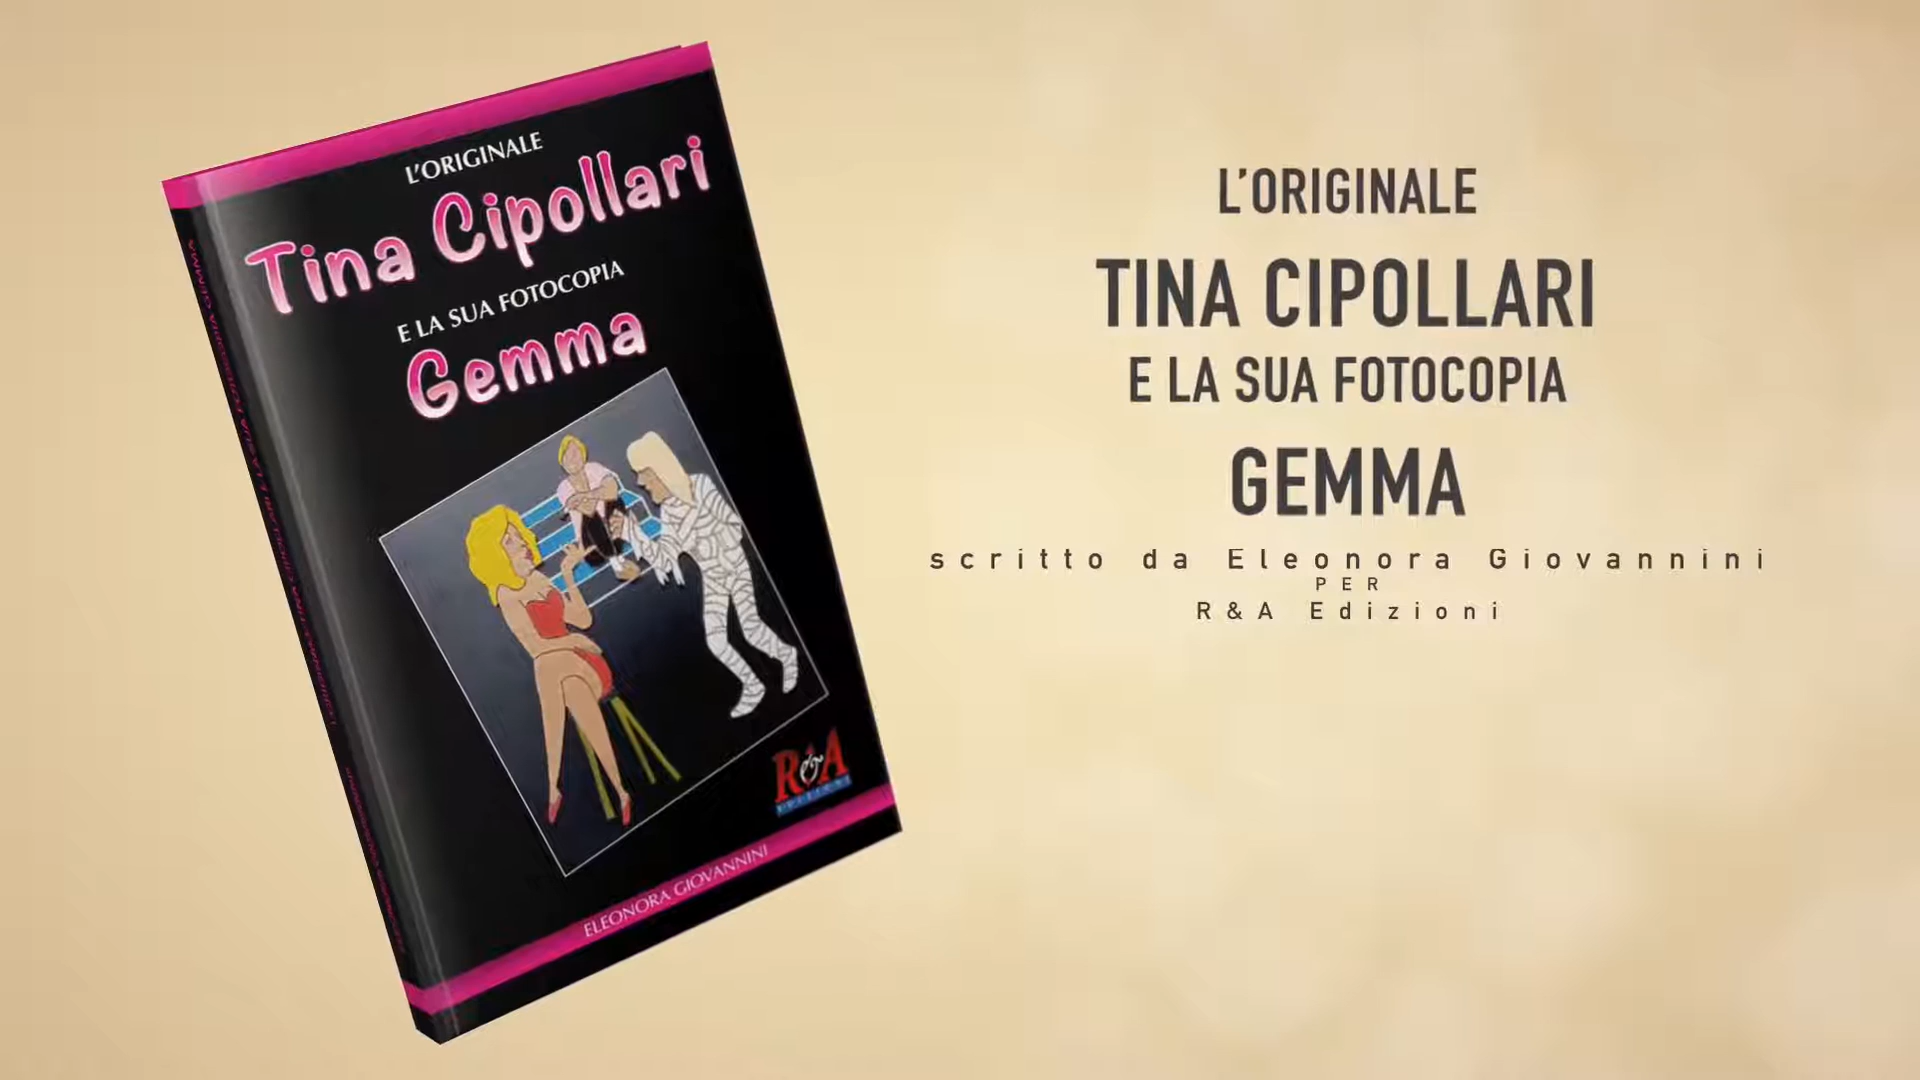 L'ORIGINALE
Tina Cipollari
E LA SUA FOTOCOPIA
Gemma
R&A
EDIZIONI
ELEONORA GIOVANNINI
L'ORIGINALE
TINA CIPOLLARI
E LA SUA FOTOCOPIA
GEMMA
scritto da Eleonora Giovannini
PER
R&A Edizioni